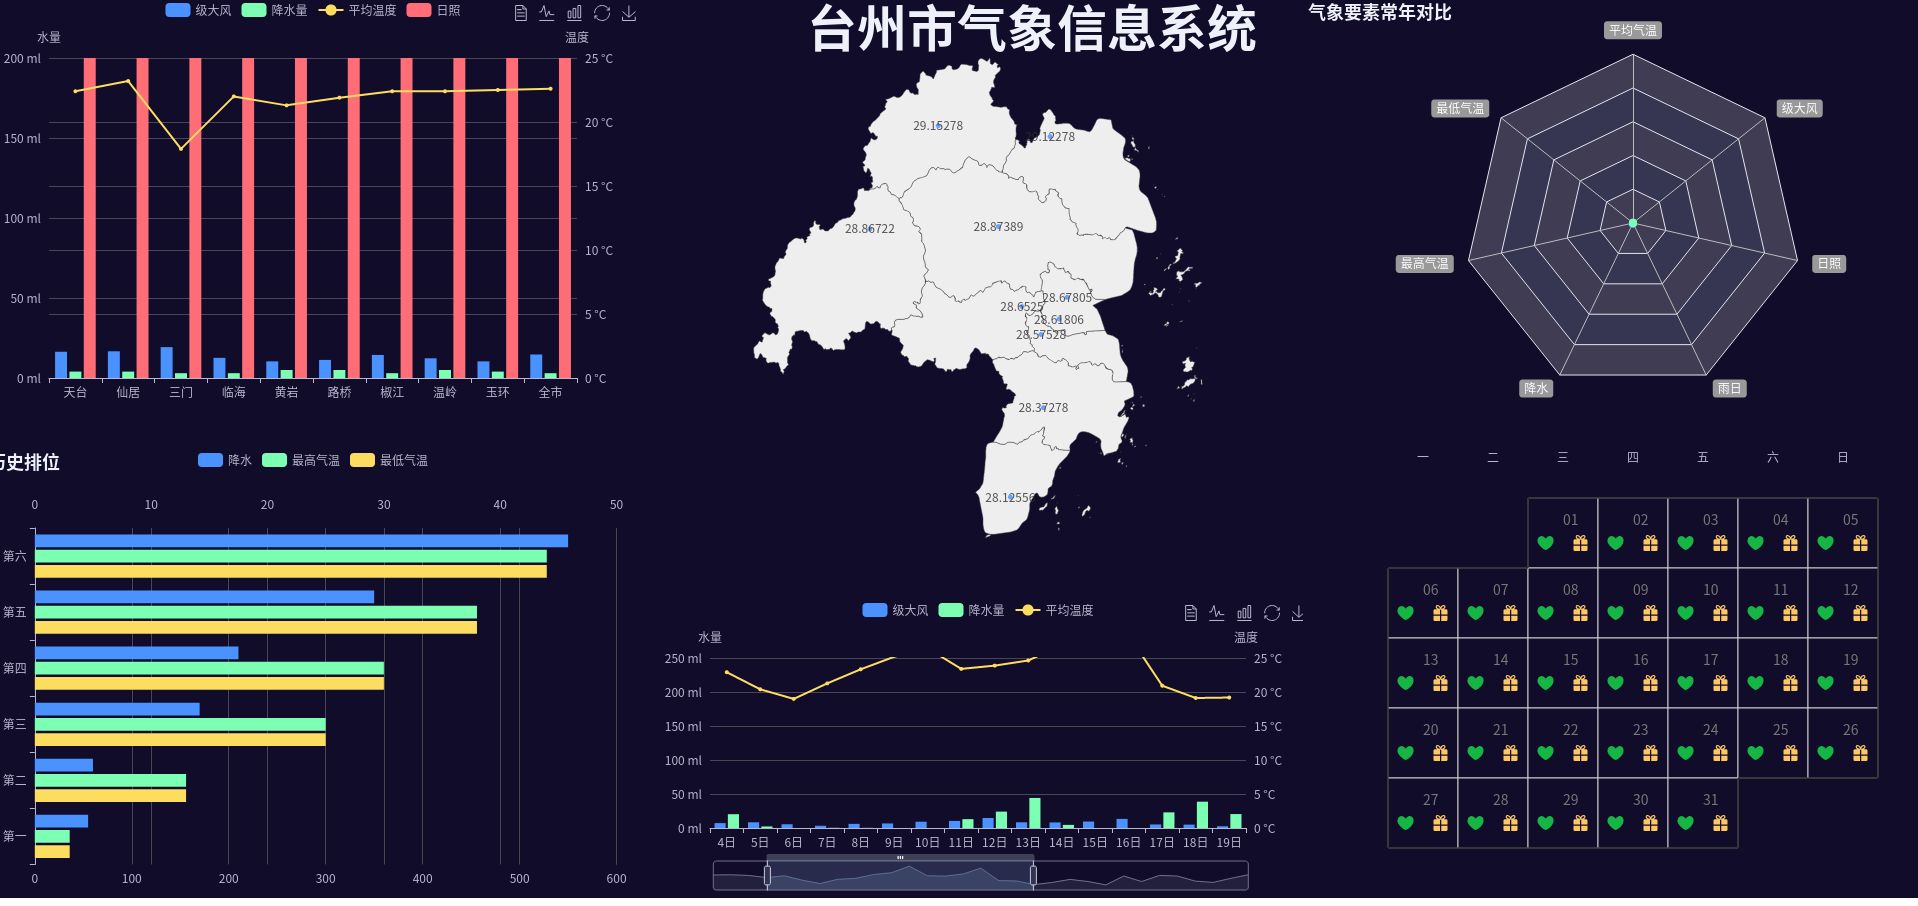 台州市气象信息系统
级大风 降水量 平均温度 日照
水量 温度
200 ml
150 ml
100 ml
50 ml
0 ml
25 °C
20 °C
15 °C
10 °C
5 °C
0 °C
天台 仙居 三门 临海 黄岩 路桥 椒江 温岭 玉环 全市
历史排位
降水 最高气温 最低气温
0 10 20 30 40 50
第六
第五
第四
第三
第二
第一
0 100 200 300 400 500 600
29.15278
29.12278
28.86722
28.87389
28.67805
28.6525
28.61806
28.57528
28.37278
28.12556
级大风 降水量 平均温度
水量 温度
250 ml
200 ml
150 ml
100 ml
50 ml
0 ml
25 °C
20 °C
15 °C
10 °C
5 °C
0 °C
4日 5日 6日 7日 8日 9日 10日 11日 12日 13日 14日 15日 16日 17日 18日 19日
气象要素常年对比
平均气温
最低气温 级大风
最高气温 日照
降水 雨日
一 二 三 四 五 六 日
01 02 03 04 05
06 07 08 09 10 11 12
13 14 15 16 17 18 19
20 21 22 23 24 25 26
27 28 29 30 31